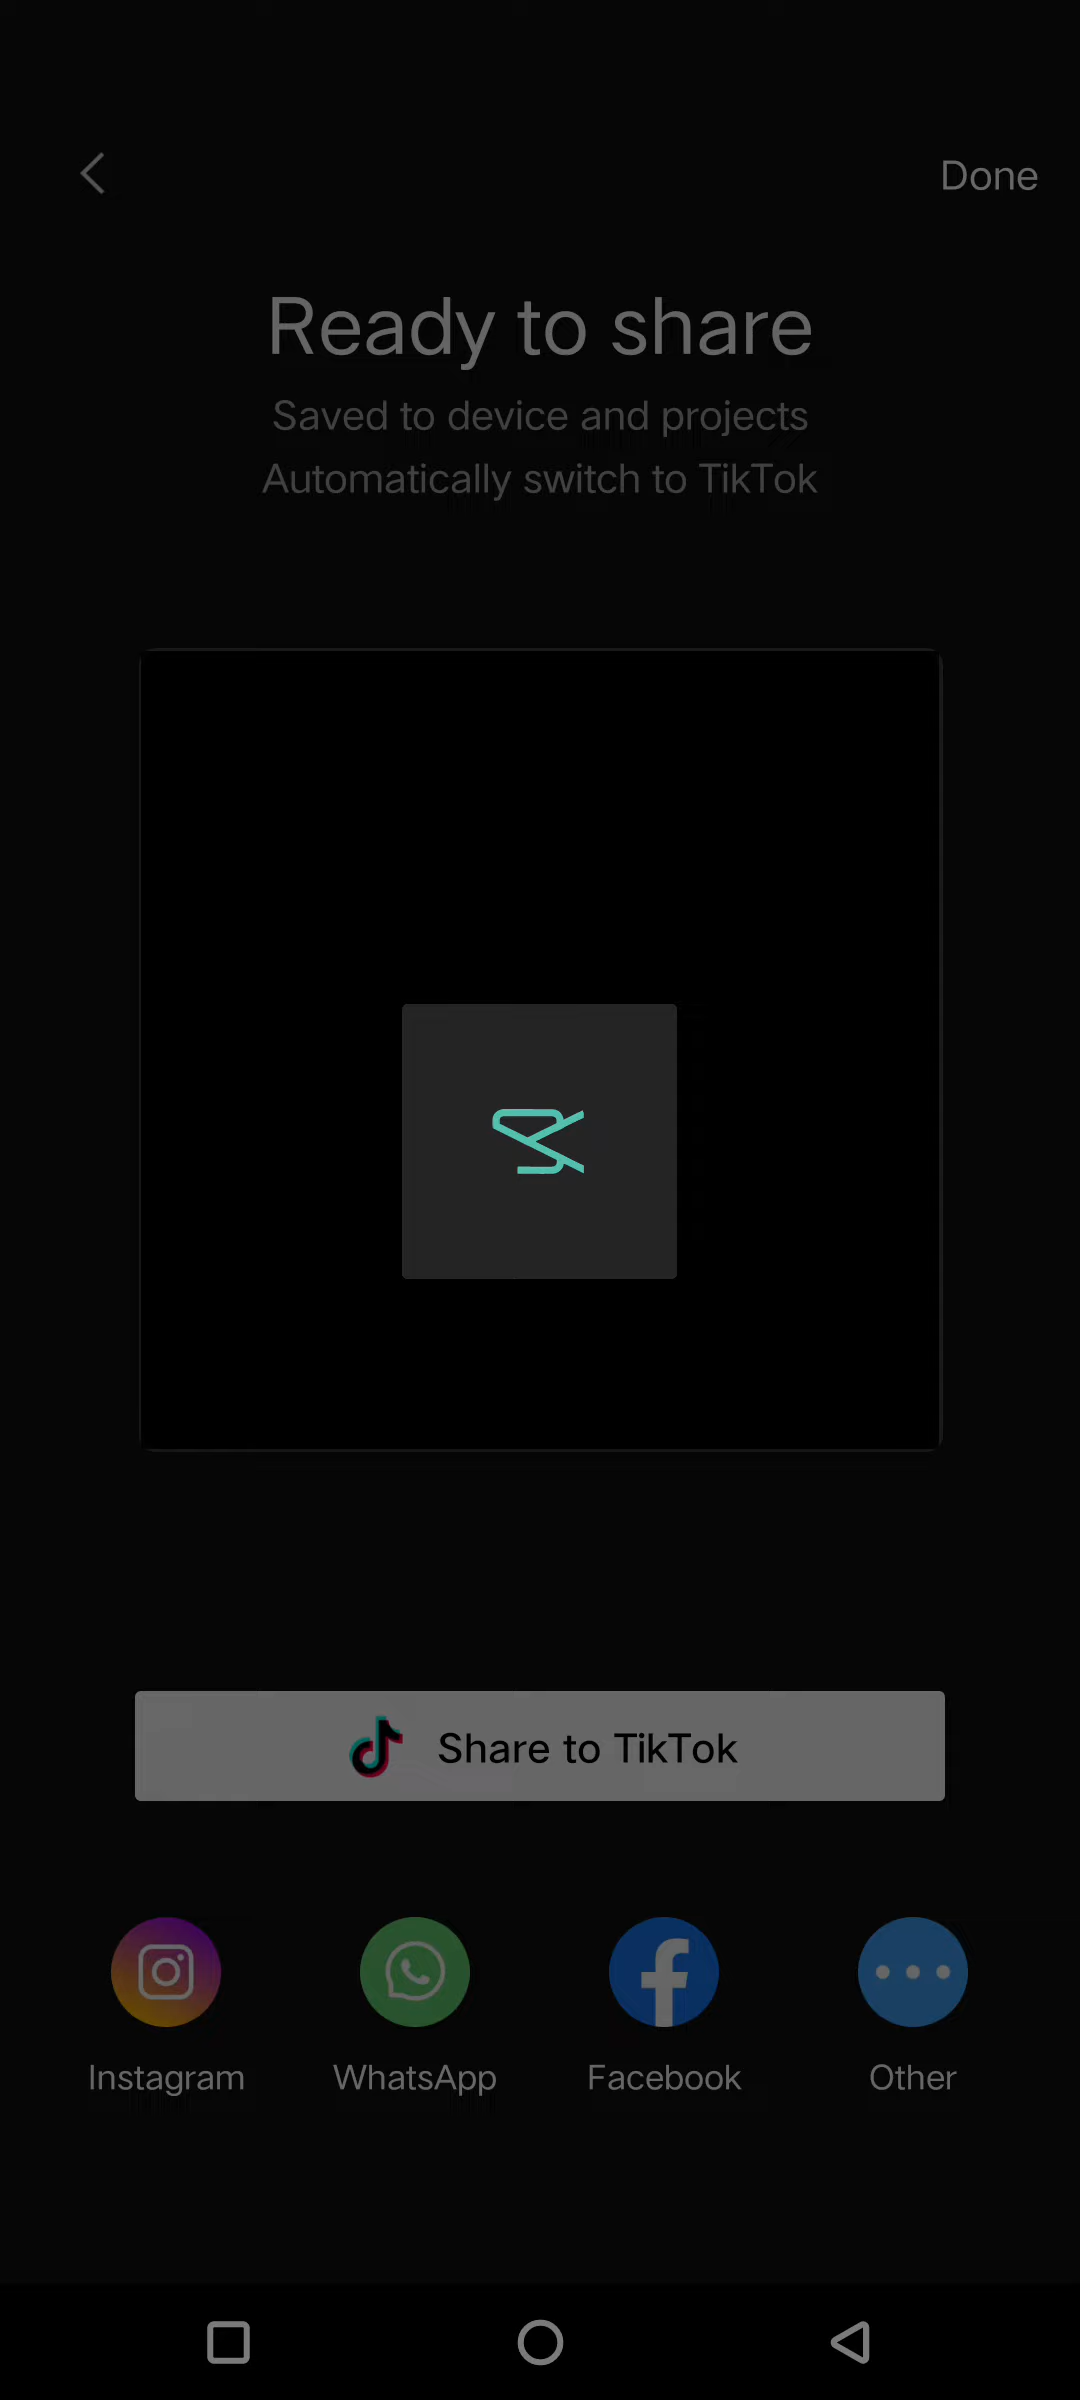 Done
Ready to share
Saved to device and projects
Automatically switch to TikTok
Share to TikTok
Instagram
WhatsApp
Facebook
Other